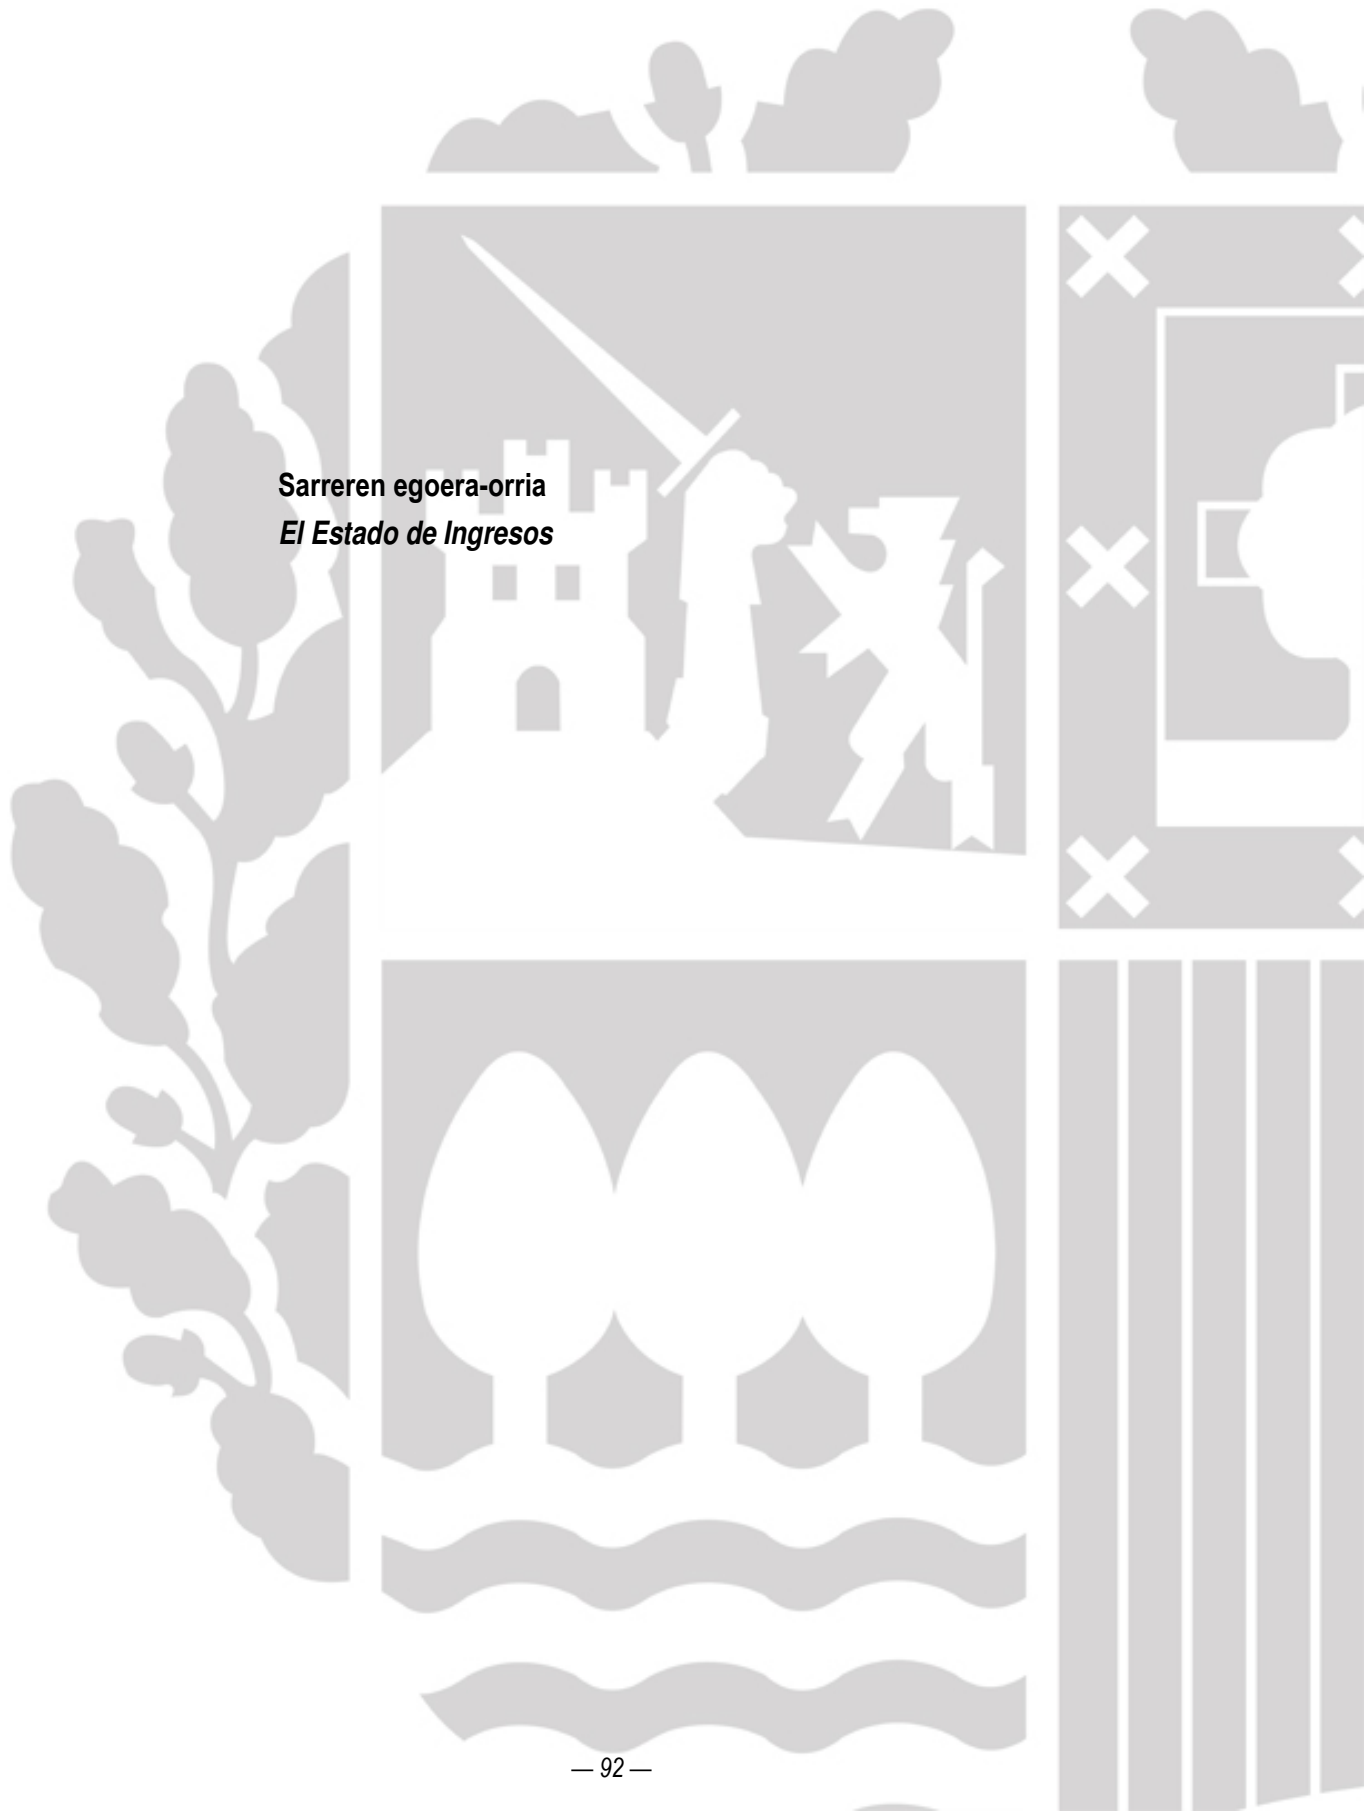 Sarreren egoera-orria
El Estado de Ingresos
— 92 —